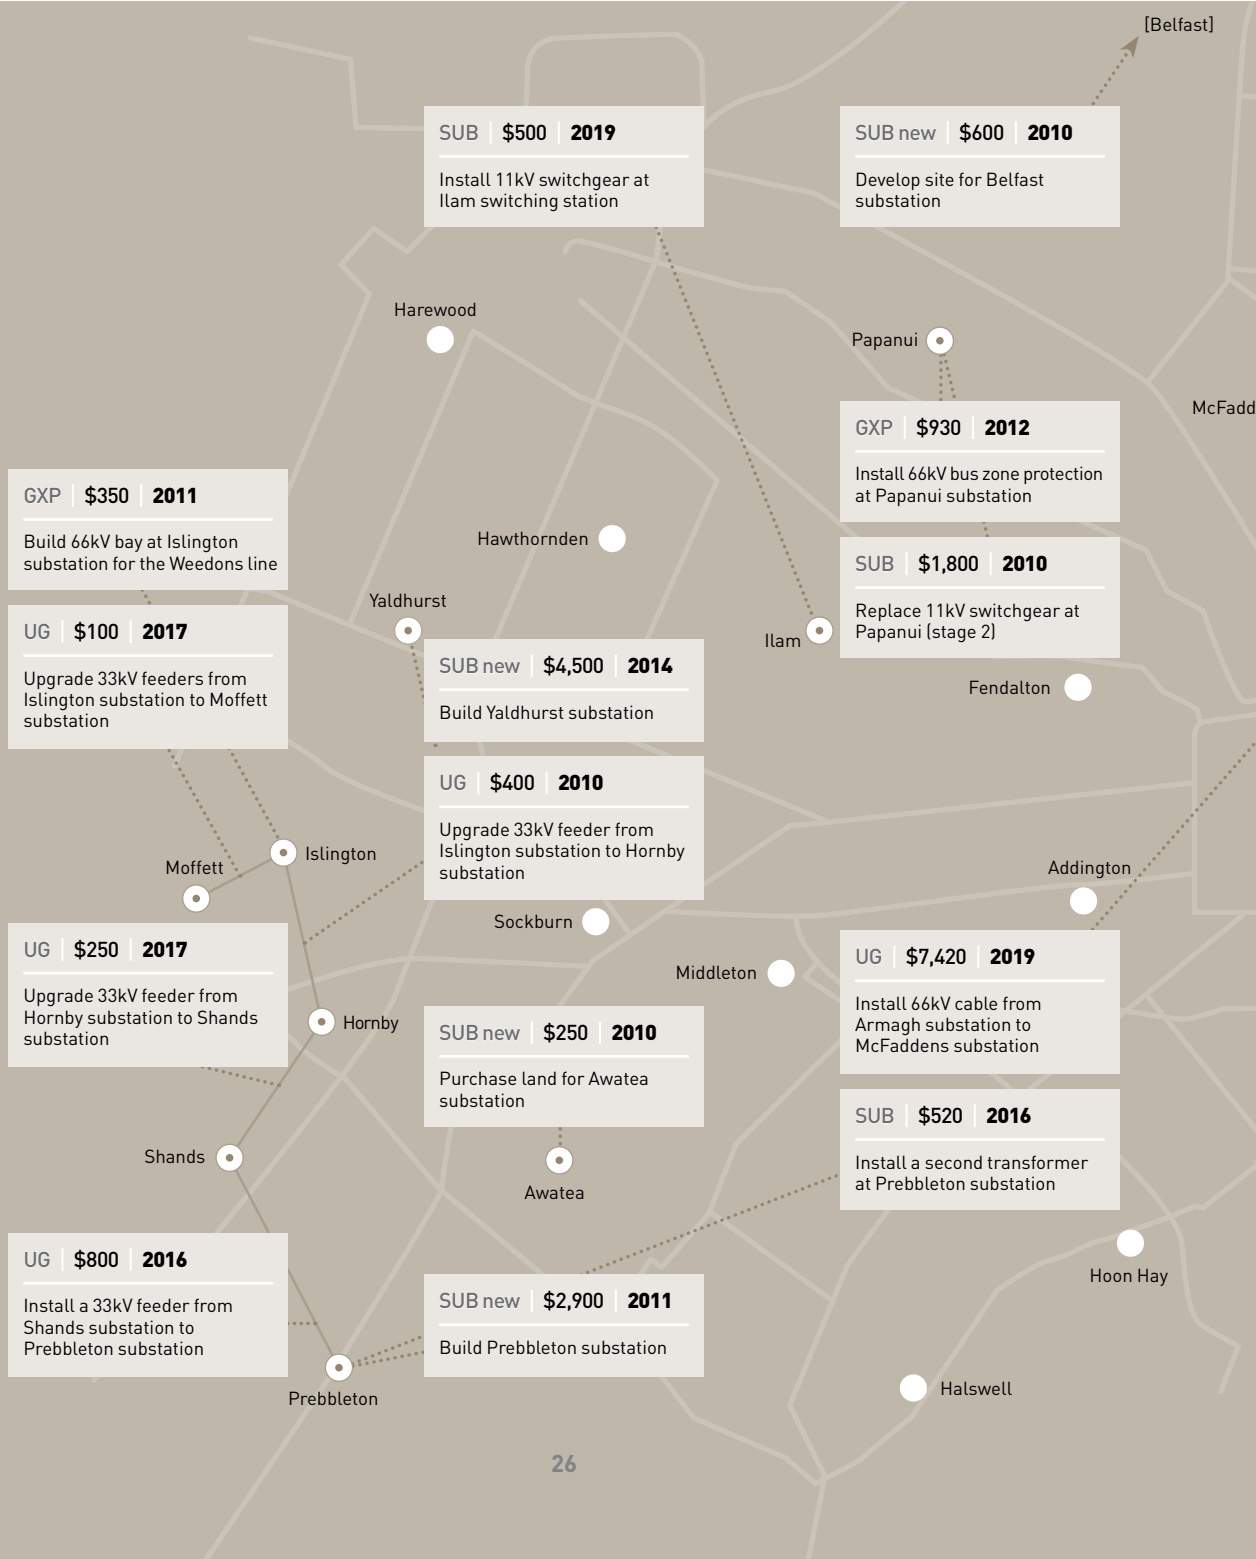 [Belfast]
SUB $500 2019
Install 11kV switchgear at
Ilam switching station
SUB new $600 2010
Develop site for Belfast
substation
Harewood
Papanui
McFadd
GXP $930 2012
Install 66kV bus zone protection
at Papanui substation
GXP $350 2011
Build 66kV bay at Islington
substation for the Weedons line
Hawthornden
SUB $1,800 2010
Replace 11kV switchgear at
Papanui (stage 2)
Yaldhurst
UG $100 2017
Upgrade 33kV feeders from
Islington substation to Moffett
substation
Ilam
SUB new $4,500 2014
Build Yaldhurst substation
Fendalton
UG $400 2010
Upgrade 33kV feeder from
Islington substation to Hornby
substation
Islington
Moffett
Addington
Sockburn
UG $250 2017
Upgrade 33kV feeder from
Hornby substation to Shands
substation
Middleton
UG $7,420 2019
Install 66kV cable from
Armagh substation to
McFaddens substation
Hornby
SUB new $250 2010
Purchase land for Awatea
substation
SUB $520 2016
Install a second transformer
at Prebbleton substation
Shands
Awatea
UG $800 2016
Install a 33kV feeder from
Shands substation to
Prebbleton substation
Hoon Hay
SUB new $2,900 2011
Build Prebbleton substation
Prebbleton
Halswell
26